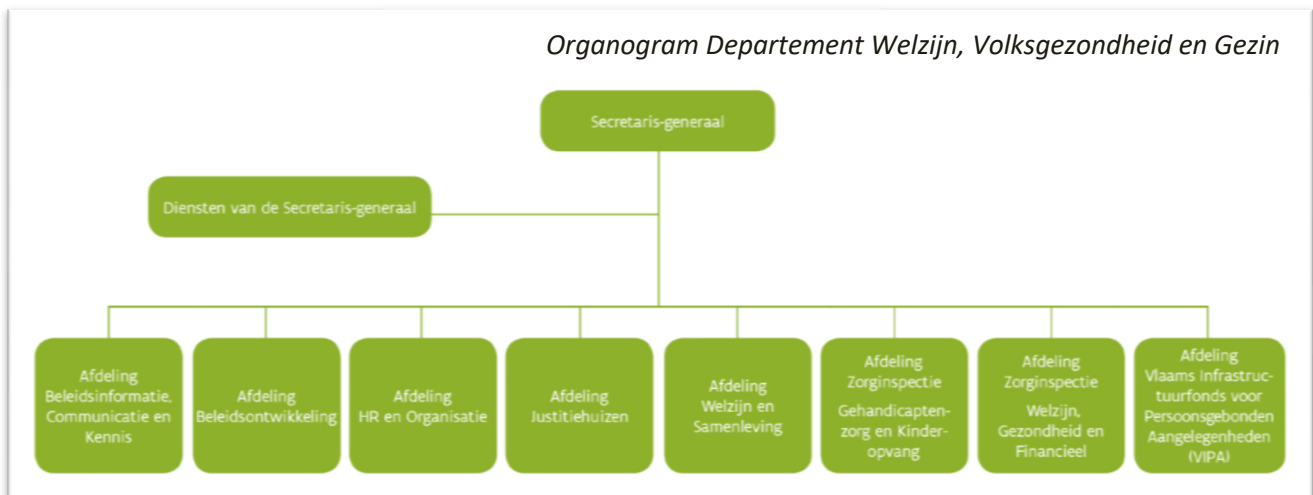 Organogram Departement Welzijn, Volksgezondheid en Gezin
Secretaris-generaal
Diensten van de Secretaris-generaal
Afdeling
Beleidsinformatie,
Communicatie en
Kennis
Afdeling
Beleidsontwikkeling
Afdeling
HR en Organisatie
Afdeling
Justitiehuizen
Afdeling
Welzijn en
Samenleving
Afdeling
Zorginspectie
Gehandicapten-
zorg en Kinder-
opvang
Afdeling
Zorginspectie
Welzijn,
Gezondheid en
Financieel
Afdeling
Vlaams Infrastruc-
tuurfonds voor
Persoonsgebonden
Aangelegenheden
(VIPA)